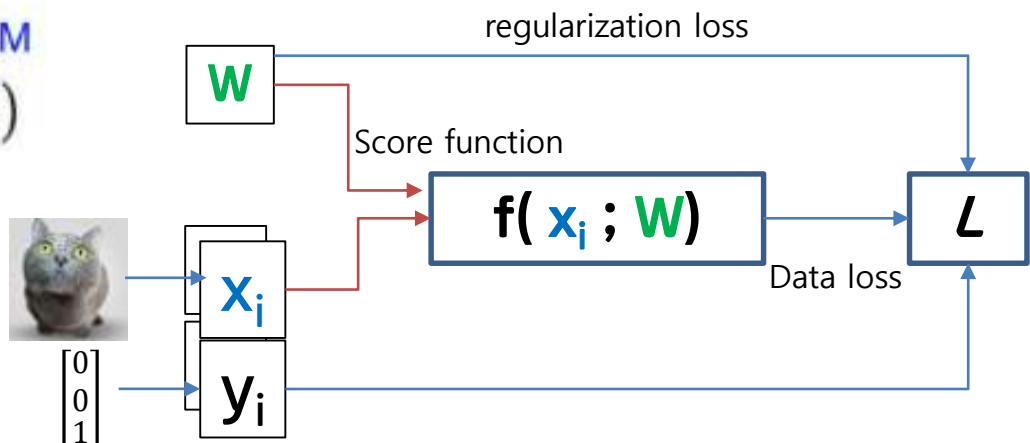 regularization loss
M
)
W
Score function
f( xᵢ ; W)
L
xᵢ
Data loss
[0
0
1]
yᵢ